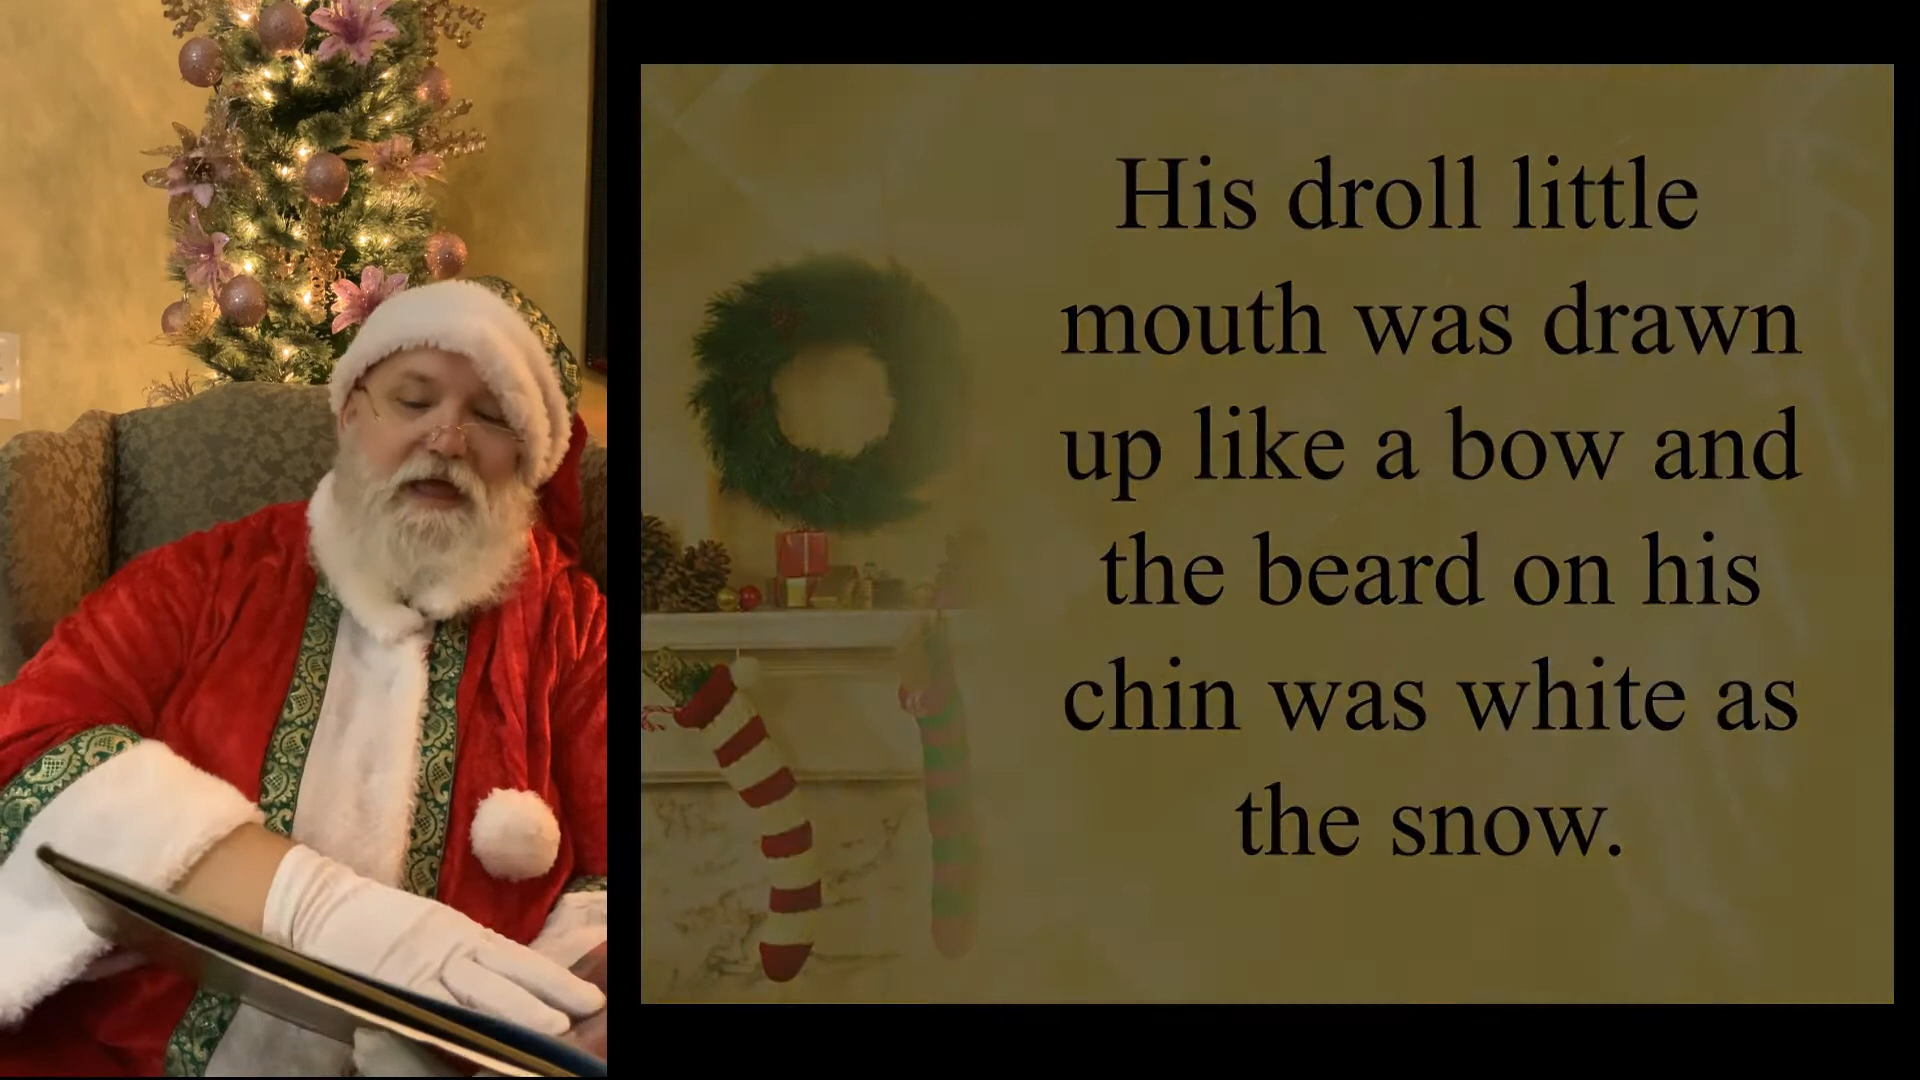 His droll little
mouth was drawn
up like a bow and
the beard on his
chin was white as
the snow.